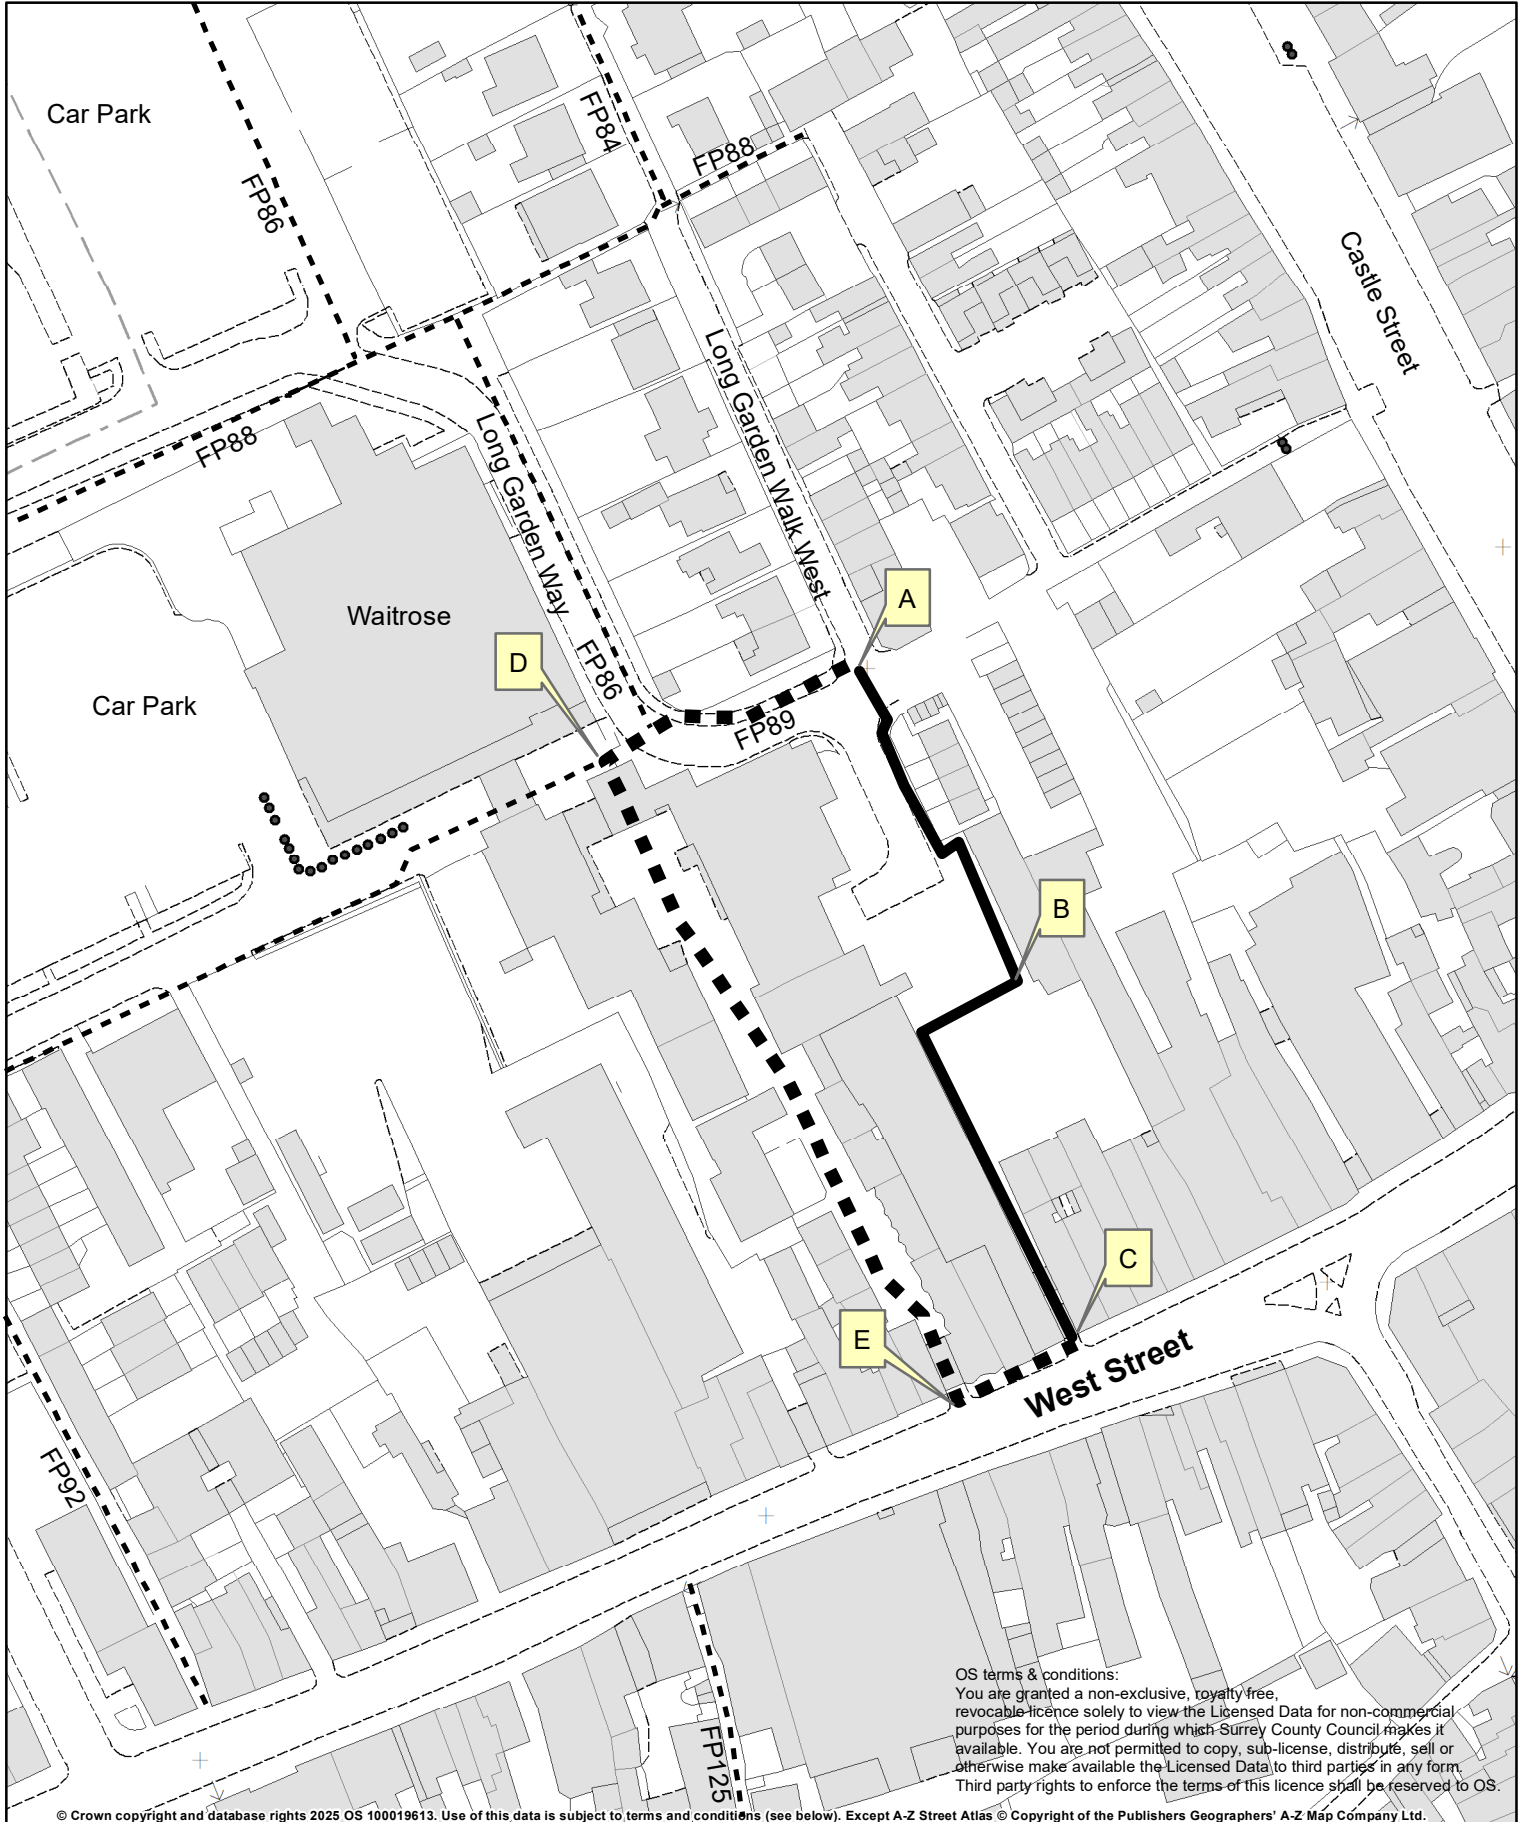 Car Park
FP84
FP88
FP86
Castle Street
Long Garden Walk West
FP88
Long Garden Way
A
Waitrose
D
FP86
Car Park
FP89
B
C
E
West Street
FP92
FP125
OS terms & conditions:
You are granted a non-exclusive, royalty free,
revocable licence solely to view the Licensed Data for non-commercial
purposes for the period during which Surrey County Council makes it
available. You are not permitted to copy, sub-license, distribute, sell or
otherwise make available the Licensed Data to third parties in any form.
Third party rights to enforce the terms of this licence shall be reserved to OS.
© Crown copyright and database rights 2025 OS 100019613. Use of this data is subject to terms and conditions (see below). Except A-Z Street Atlas © Copyright of the Publishers Geographers' A-Z Map Company Ltd.